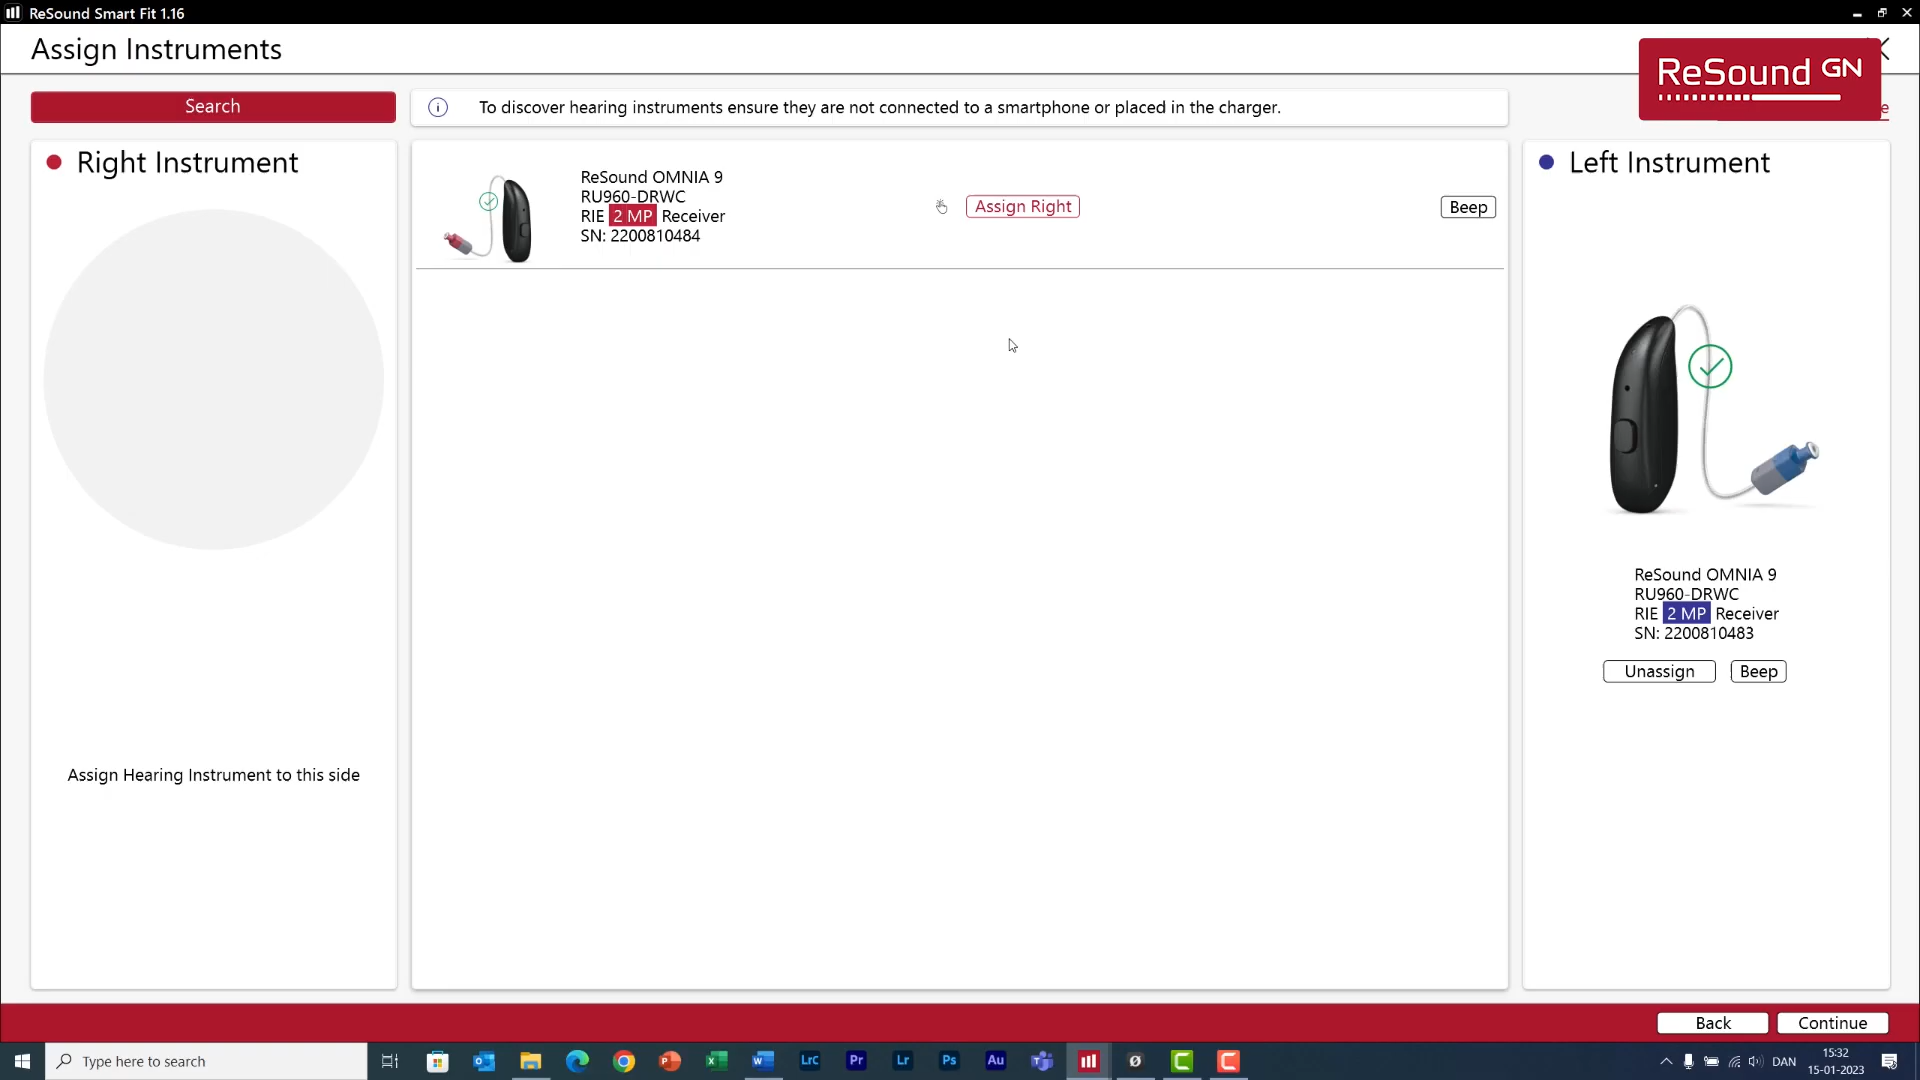 ReSound Smart Fit 1.16
Assign Instruments
ReSound GN
Search
To discover hearing instruments ensure they are not connected to a smartphone or placed in the charger.
Right Instrument
Assign Hearing Instrument to this side
ReSound OMNIA 9
RU960-DRWC
RIE 2 MP Receiver
SN: 2200810484
Assign Right
Beep
Left Instrument
ReSound OMNIA 9
RU960-DRWC
RIE 2 MP Receiver
SN: 2200810483
Unassign
Beep
Back
Continue
Type here to search
LrC
Pr
Lr
Ps
Au
DAN
15:32
15-01-2023